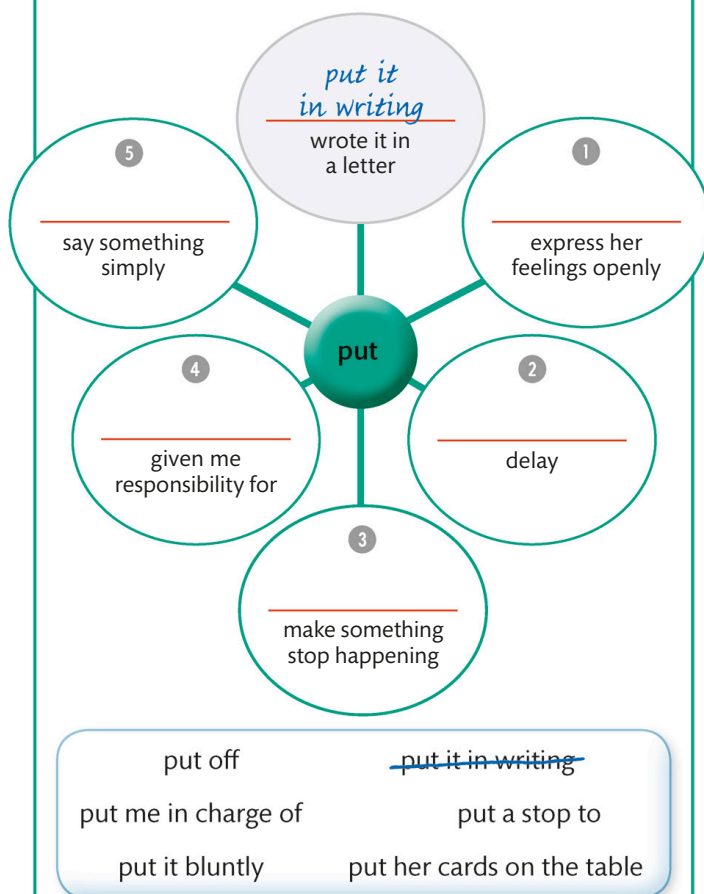 put it
in writing
wrote it in
a letter
5
say something
simply
1
express her
feelings openly
put
4
given me
responsibility for
2
delay
3
make something
stop happening
put off
put it in writing
put me in charge of
put a stop to
put it bluntly
put her cards on the table